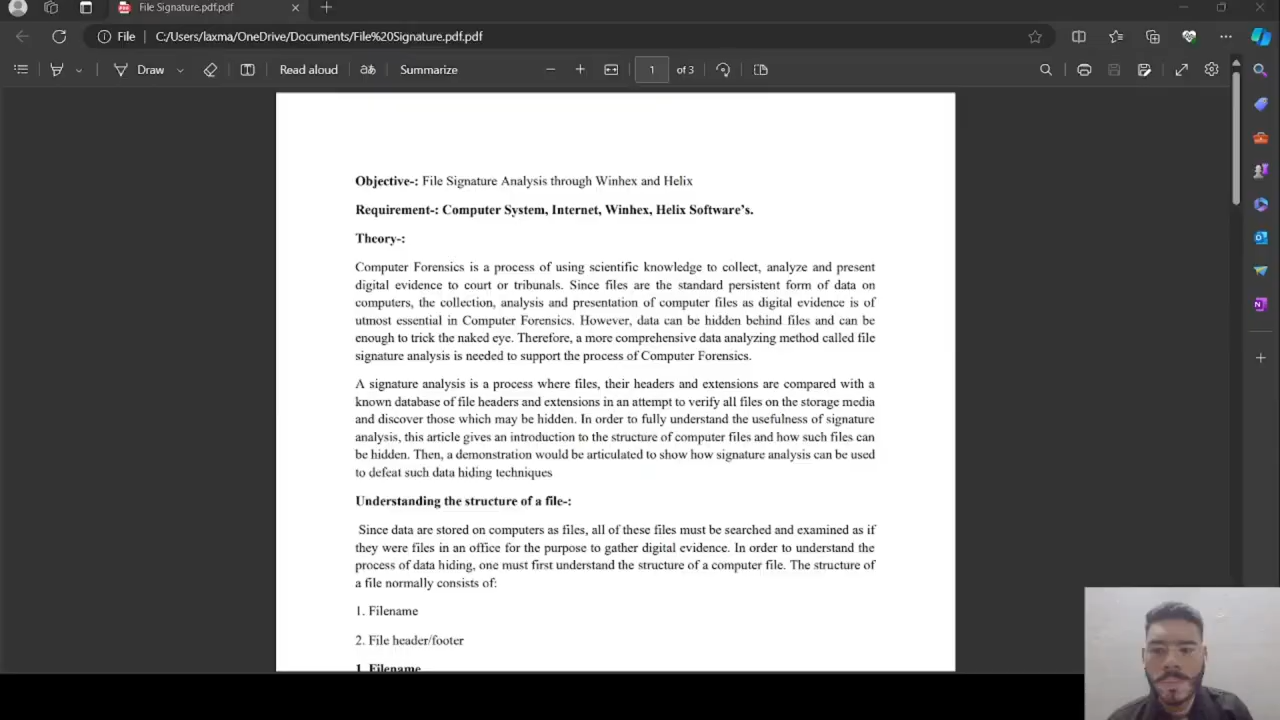 File Signature.pdf.pdf
File
C:/Users/laxma/OneDrive/Documents/File%20Signature.pdf.pdf
Draw
Read aloud
Summarize
1
of 3
Objective-: File Signature Analysis through Winhex and Helix
Requirement-: Computer System, Internet, Winhex, Helix Software's.
Theory-:
Computer Forensics is a process of using scientific knowledge to collect, analyze and present
digital evidence to court or tribunals. Since files are the standard persistent form of data on
computers, the collection, analysis and presentation of computer files as digital evidence is of
utmost essential in Computer Forensics. However, data can be hidden behind files and can be
enough to trick the naked eye. Therefore, a more comprehensive data analyzing method called file
signature analysis is needed to support the process of Computer Forensics.
A signature analysis is a process where files, their headers and extensions are compared with a
known database of file headers and extensions in an attempt to verify all files on the storage media
and discover those which may be hidden. In order to fully understand the usefulness of signature
analysis, this article gives an introduction to the structure of computer files and how such files can
be hidden. Then, a demonstration would be articulated to show how signature analysis can be used
to defeat such data hiding techniques
Understanding the structure of a file-:
Since data are stored on computers as files, all of these files must be searched and examined as if
they were files in an office for the purpose to gather digital evidence. In order to understand the
process of data hiding, one must first understand the structure of a computer file. The structure of
a file normally consists of:
1. Filename
2. File header/footer
1. Filename